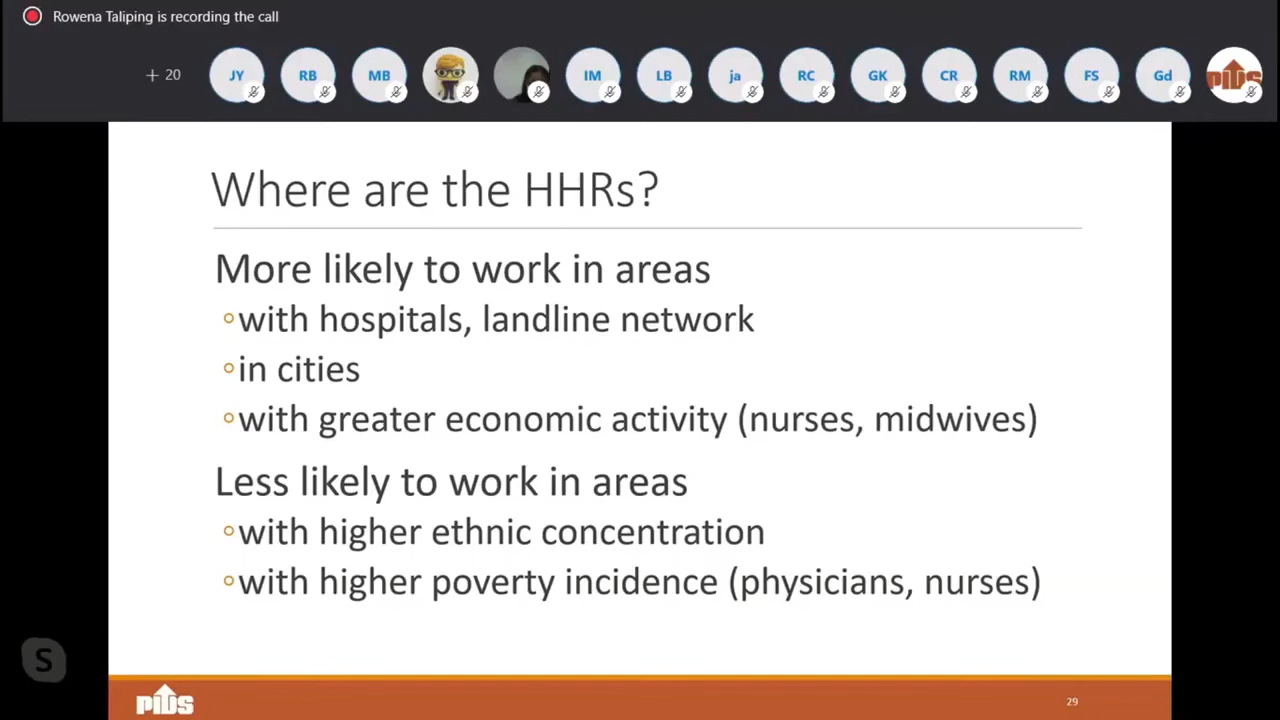 Rowena Taliping is recording the call
+ 20
JY
RB
MB
IM
LB
ja
RC
GK
CR
RM
FS
Gd
PIDS
Where are the HHRs?
More likely to work in areas
with hospitals, landline network
in cities
with greater economic activity (nurses, midwives)
Less likely to work in areas
with higher ethnic concentration
with higher poverty incidence (physicians, nurses)
S
PIDS
29